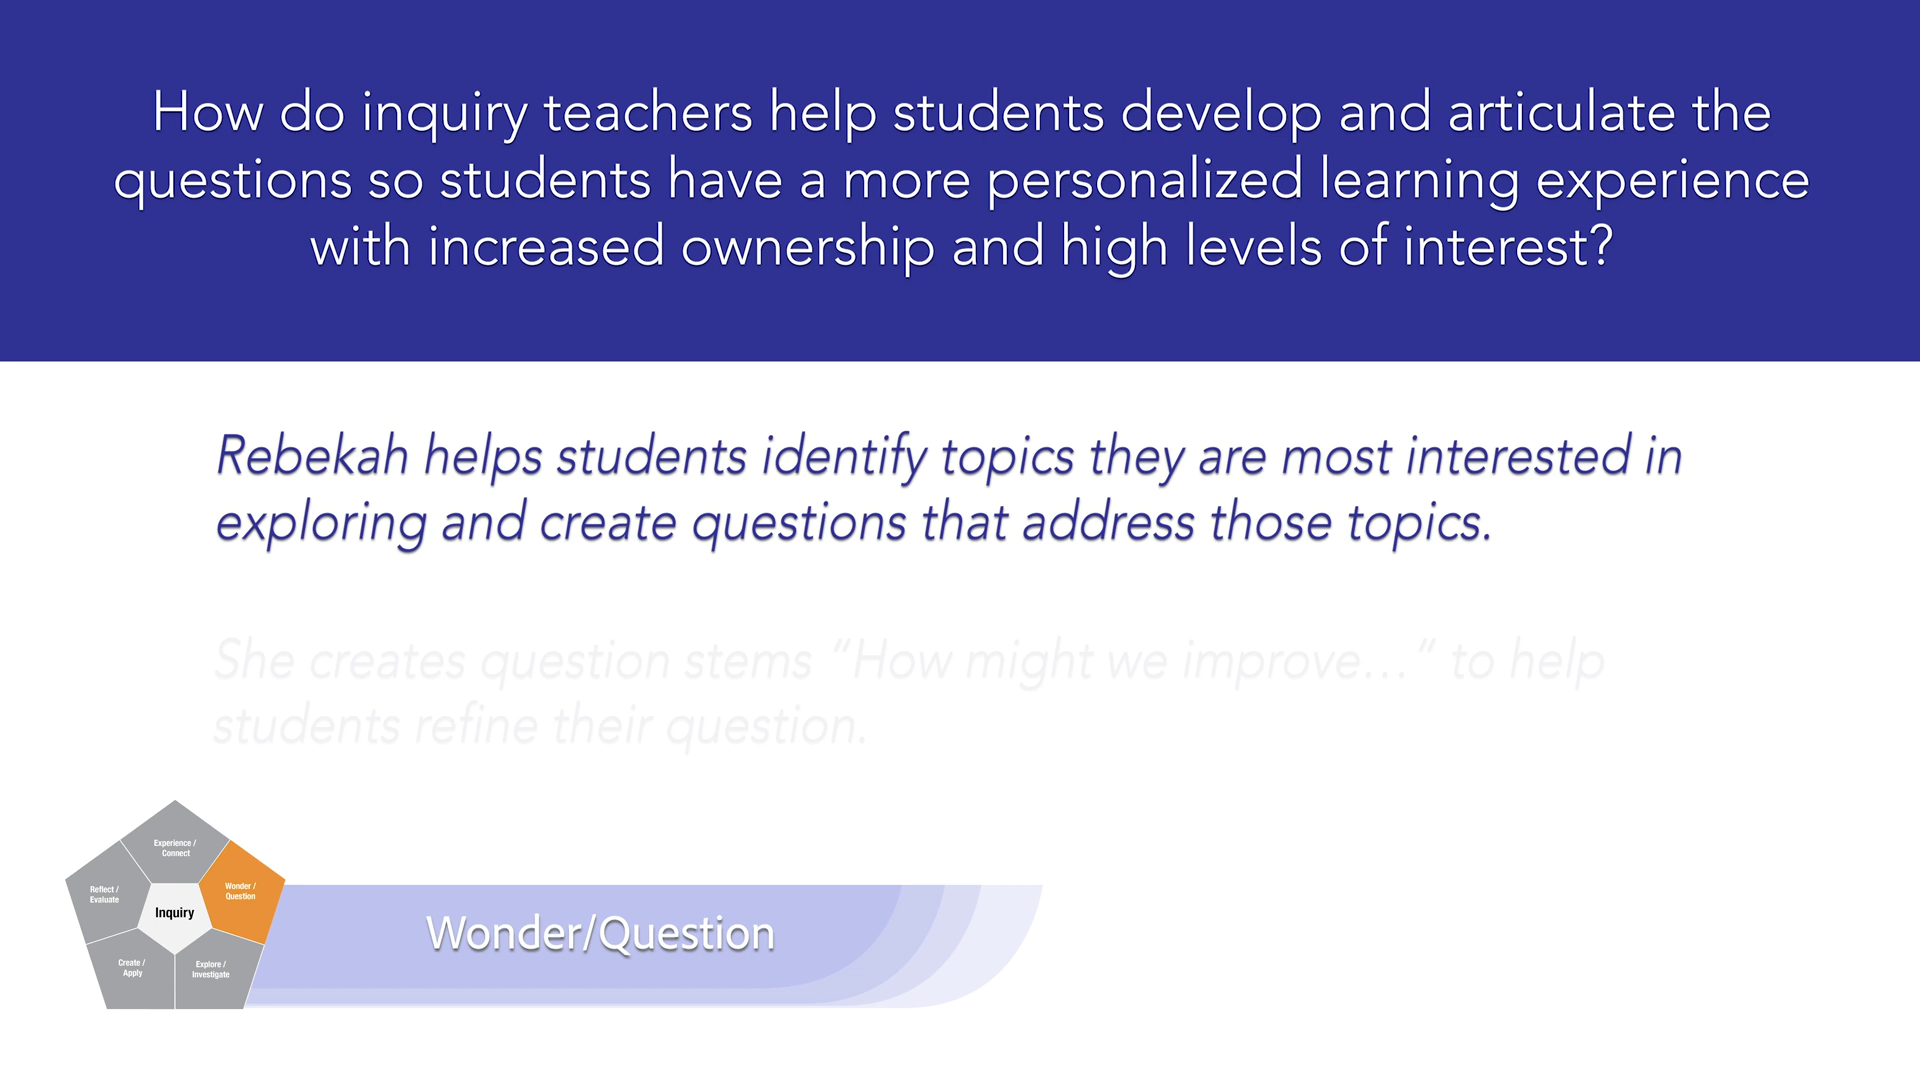 How do inquiry teachers help students develop and articulate the
questions so students have a more personalized learning experience
with increased ownership and high levels of interest?
Rebekah helps students identify topics they are most interested in
exploring and create questions that address those topics.
She creates question stems “How might we improve…” to help
students refine their question.
Experience /
Connect
Wonder /
Question
Reflect /
Evaluate
Inquiry
Create /
Apply
Explore /
Investigate
Wonder/Question